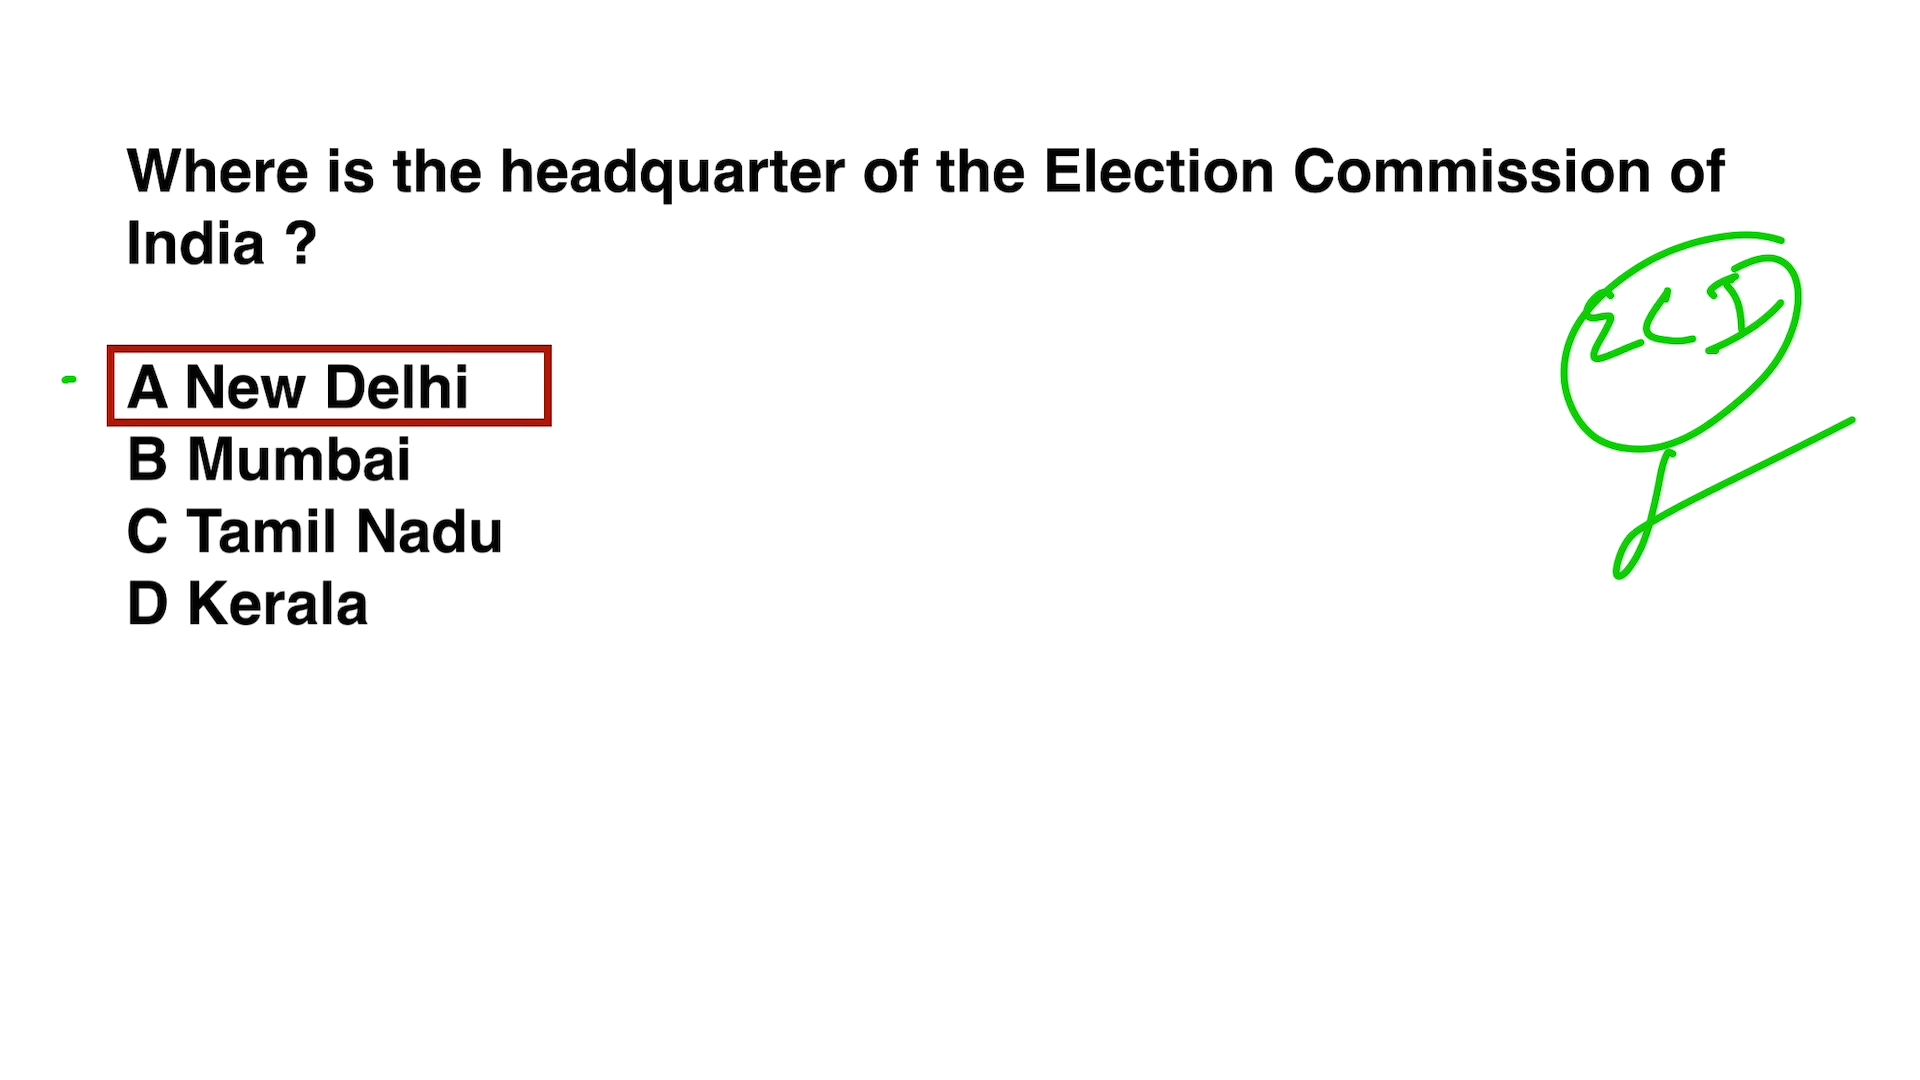 Where is the headquarter of the Election Commission of
India ?
ECI
A New Delhi
B Mumbai
C Tamil Nadu
D Kerala